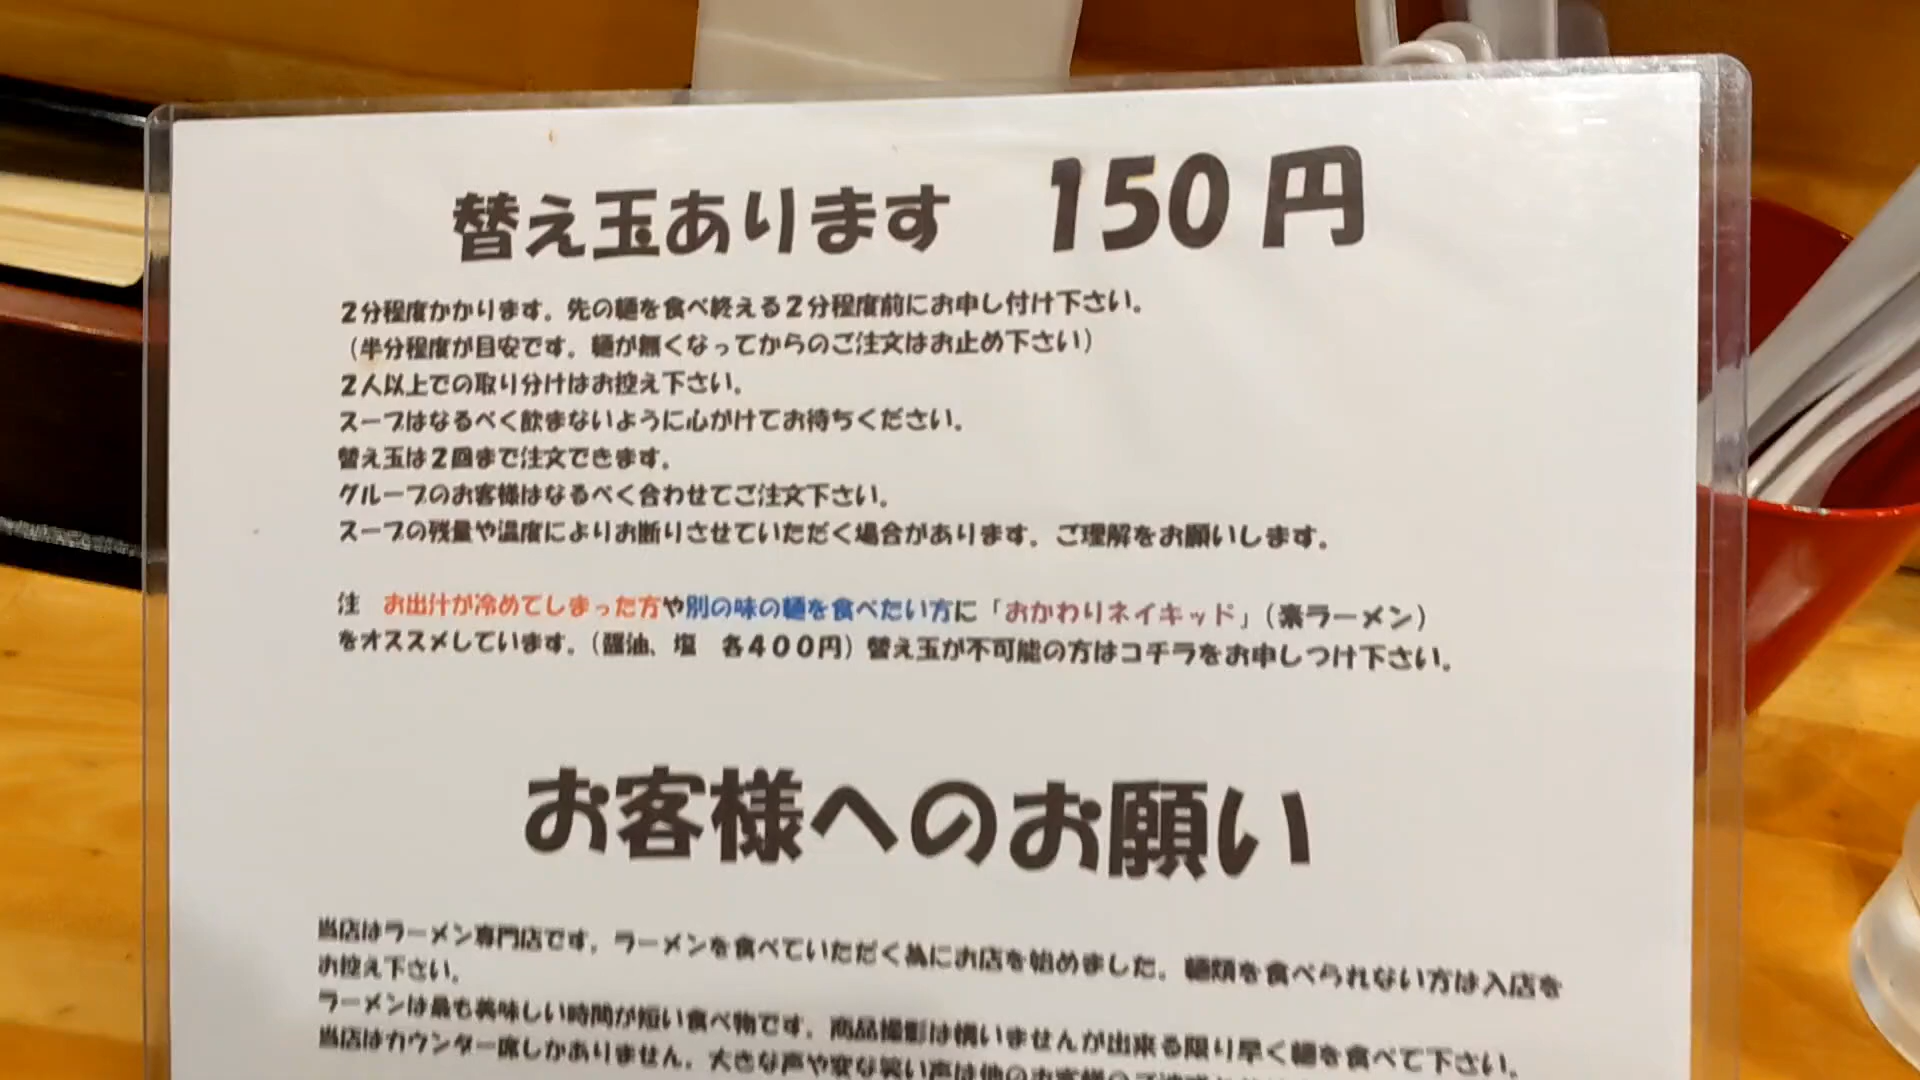 替え玉あります　150円
２分程度かかります。先の麺を食べ終える２分程度前にお申し付け下さい。
（半分程度が目安です。麺が無くなってからのご注文はお止め下さい）
２人以上での取り分けはお控え下さい。
スープはなるべく飲まないように心がけてお待ちください。
替え玉は２回まで注文できます。
グループのお客様はなるべく合わせてご注文下さい。
スープの残量や温度によりお断りさせていただく場合があります。ご理解をお願いします。
注　お出汁が冷めてしまった方や別の味の麺を食べたい方に「おかわりネイキッド」（素ラーメン）
をオススメしています。（醤油、塩　各４００円）替え玉が不可能の方はコチラをお申しつけ下さい。
お客様へのお願い
当店はラーメン専門店です。ラーメンを食べていただく為にお店を始めました。麺類を食べられない方は入店を
お控え下さい。
ラーメンは最も美味しい時間が短い食べ物です。商品撮影は構いませんが出来る限り早く麺を食べて下さい。
当店はカウンター席しかありません。大きな声や変な笑い声は他のお客様の